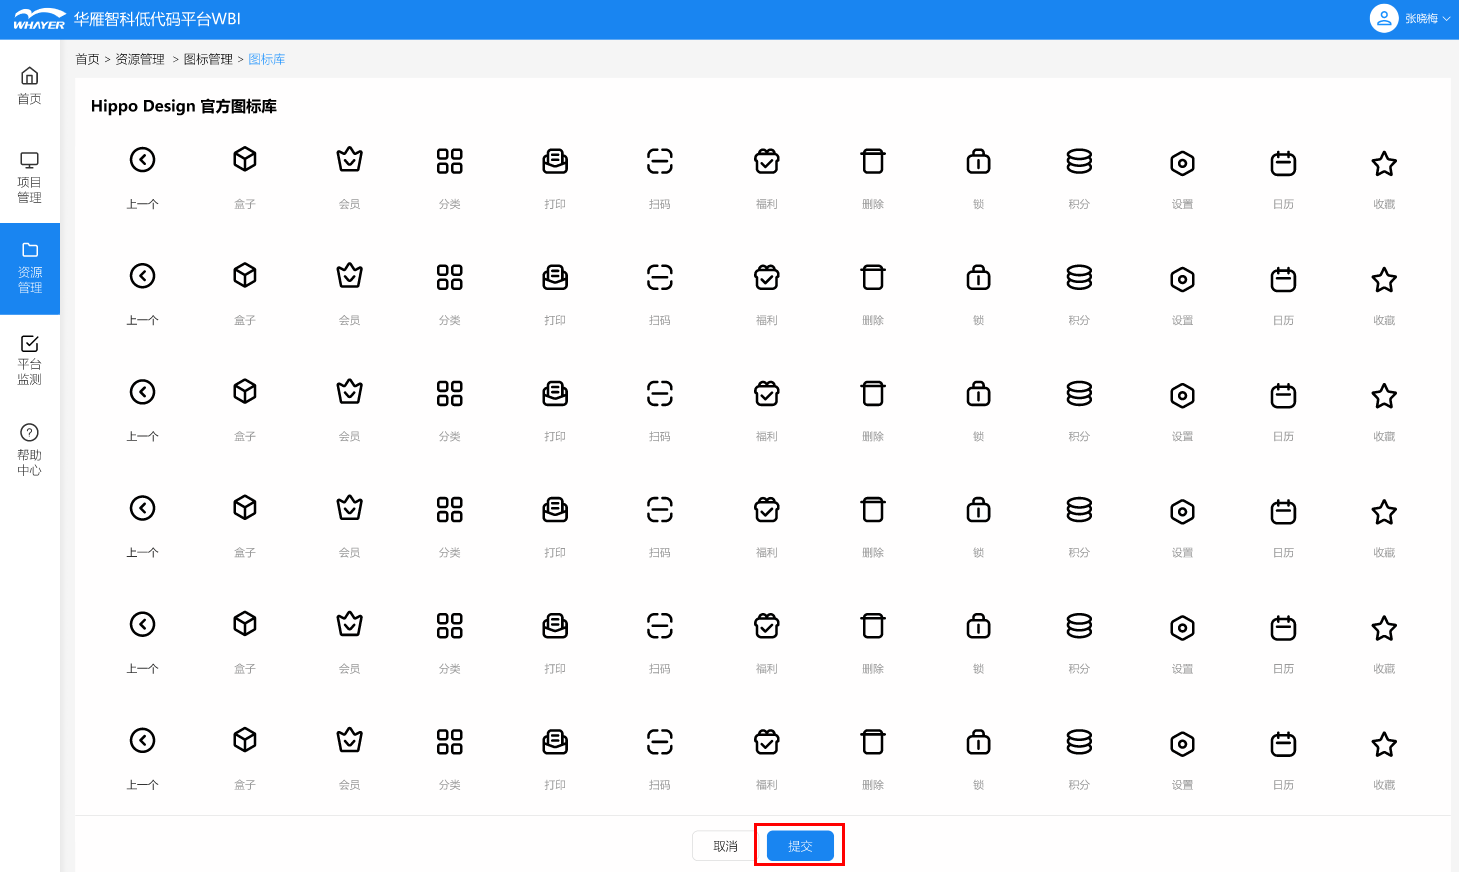 WHAYER 华雁智科低代码平台WBI
张晓梅
首页 > 资源管理 > 图标管理 > 图标库
首页
项目
管理
资源
管理
平台
监测
帮助
中心
Hippo Design 官方图标库
上一个 盒子 会员 分类 打印 扫码 福利 删除 锁 积分 设置 日历 收藏
上一个 盒子 会员 分类 打印 扫码 福利 删除 锁 积分 设置 日历 收藏
上一个 盒子 会员 分类 打印 扫码 福利 删除 锁 积分 设置 日历 收藏
上一个 盒子 会员 分类 打印 扫码 福利 删除 锁 积分 设置 日历 收藏
上一个 盒子 会员 分类 打印 扫码 福利 删除 锁 积分 设置 日历 收藏
上一个 盒子 会员 分类 打印 扫码 福利 删除 锁 积分 设置 日历 收藏
取消 提交